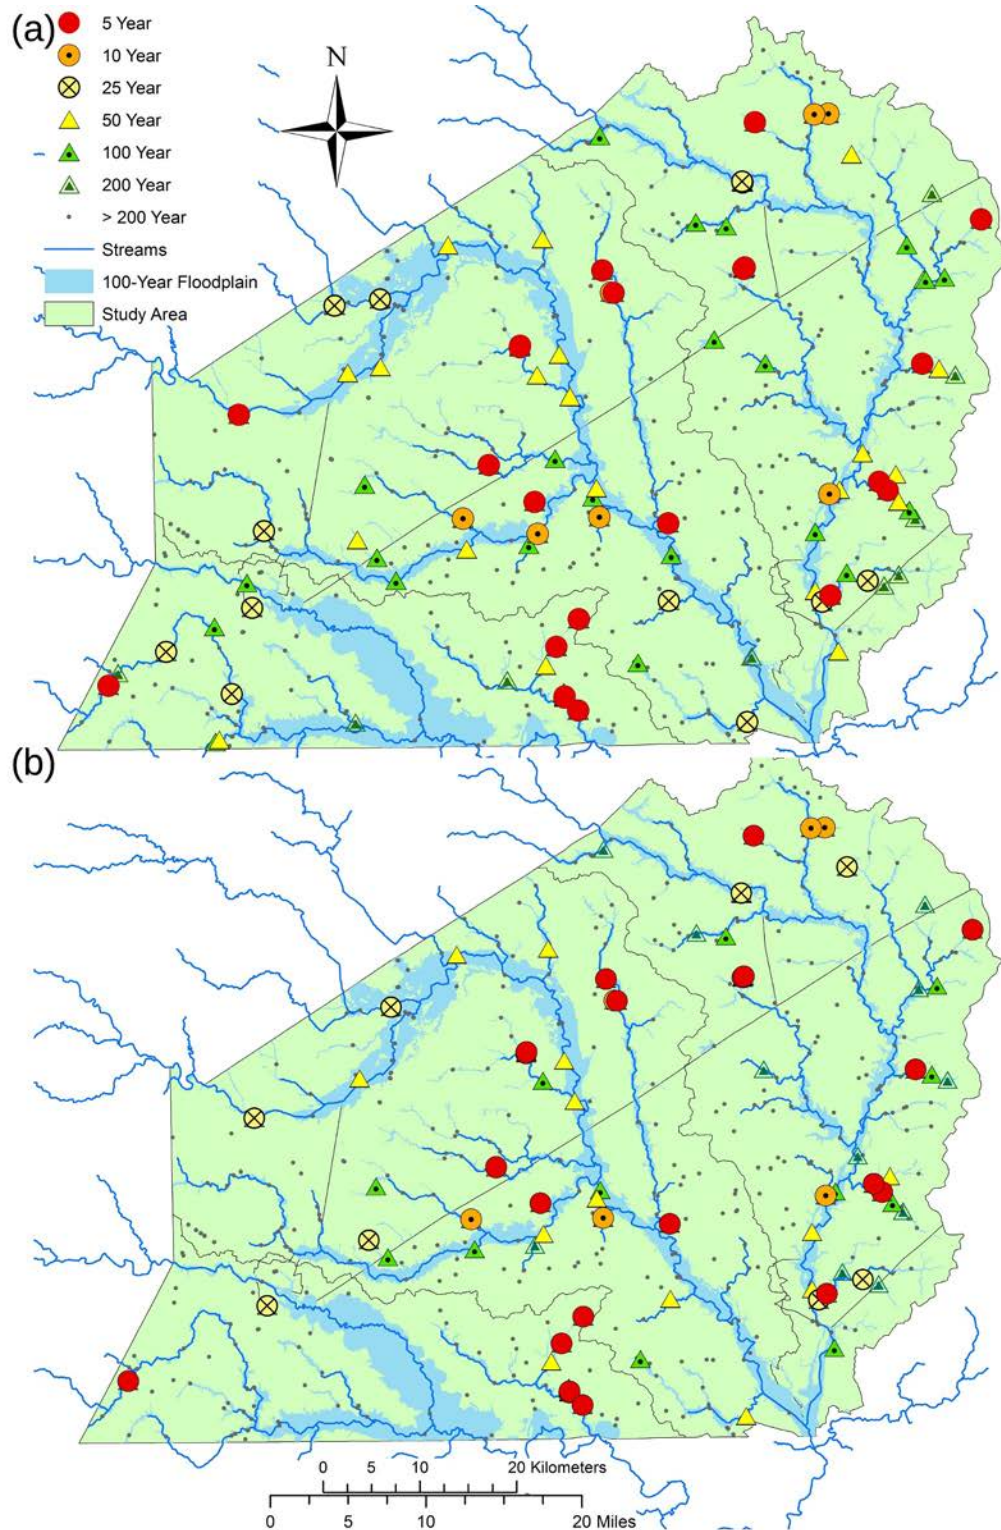 (a)
5 Year
10 Year
25 Year
50 Year
100 Year
200 Year
> 200 Year
Streams
100-Year Floodplain
Study Area
N
(b)
0 5 10 20 Kilometers
0 5 10 20 Miles